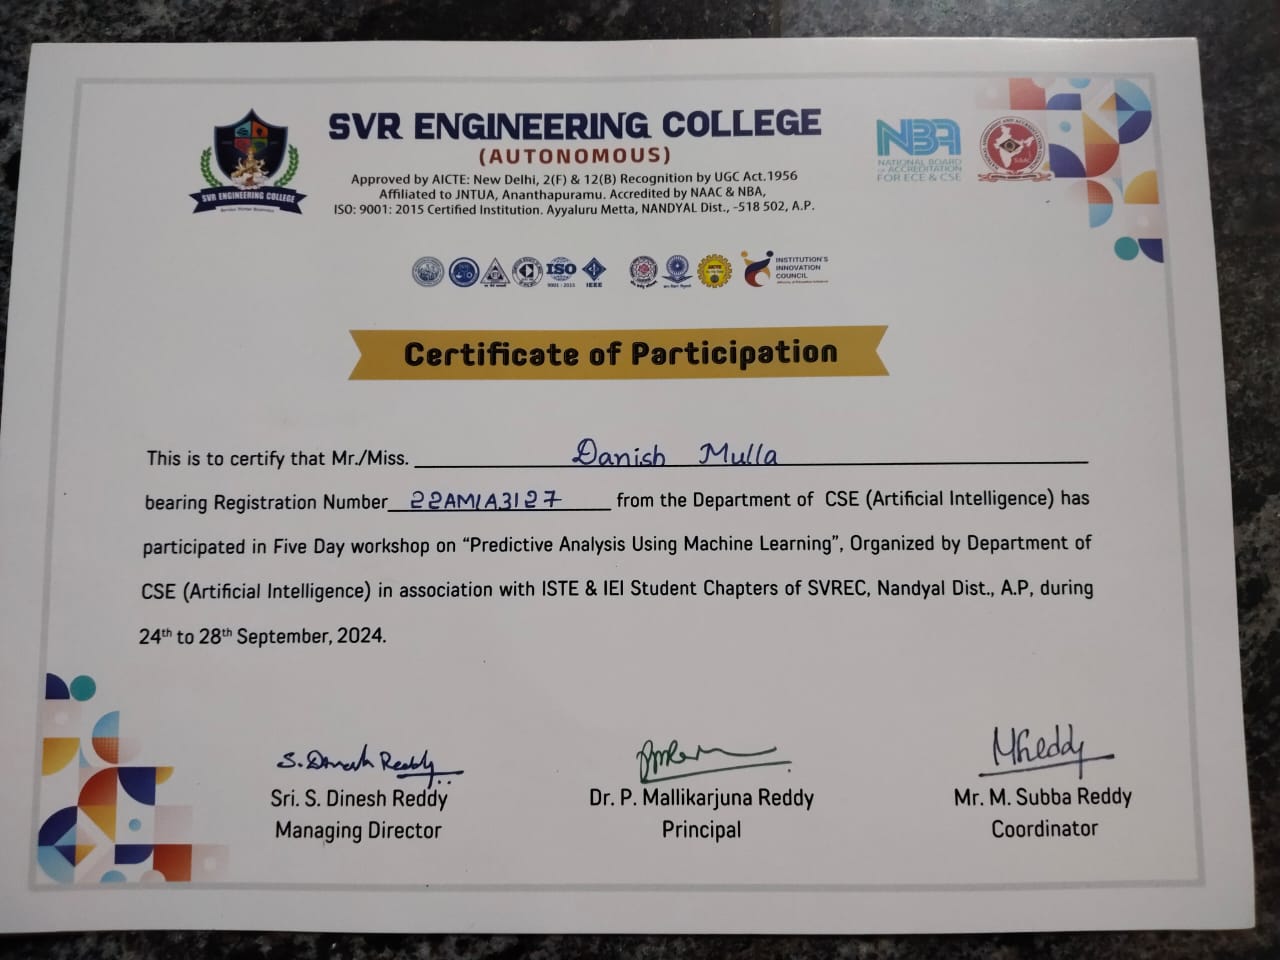 SVR ENGINEERING COLLEGE
(AUTONOMOUS)
Approved by AICTE: New Delhi, 2(F) & 12(B) Recognition by UGC Act.1956
Affiliated to JNTUA, Ananthapuramu. Accredited by NAAC & NBA,
ISO: 9001: 2015 Certified Institution. Ayyaluru Metta, NANDYAL Dist., -518 502, A.P.
SVR ENGINEERING COLLEGE
NBA
NATIONAL BOARD
OF ACCREDITATION
FOR ECE & CSE
ISO
9001 : 2015
IEEE
INSTITUTION'S
INNOVATION
COUNCIL
Certificate of Participation
This is to certify that Mr./Miss. Danish Mulla
bearing Registration Number 22AM1A3127 from the Department of CSE (Artificial Intelligence) has
participated in Five Day workshop on “Predictive Analysis Using Machine Learning”, Organized by Department of
CSE (Artificial Intelligence) in association with ISTE & IEI Student Chapters of SVREC, Nandyal Dist., A.P, during
24th to 28th September, 2024.
S. Dinesh Reddy
Sri. S. Dinesh Reddy
Managing Director
Dr. P. Mallikarjuna Reddy
Principal
Mr. M. Subba Reddy
Coordinator